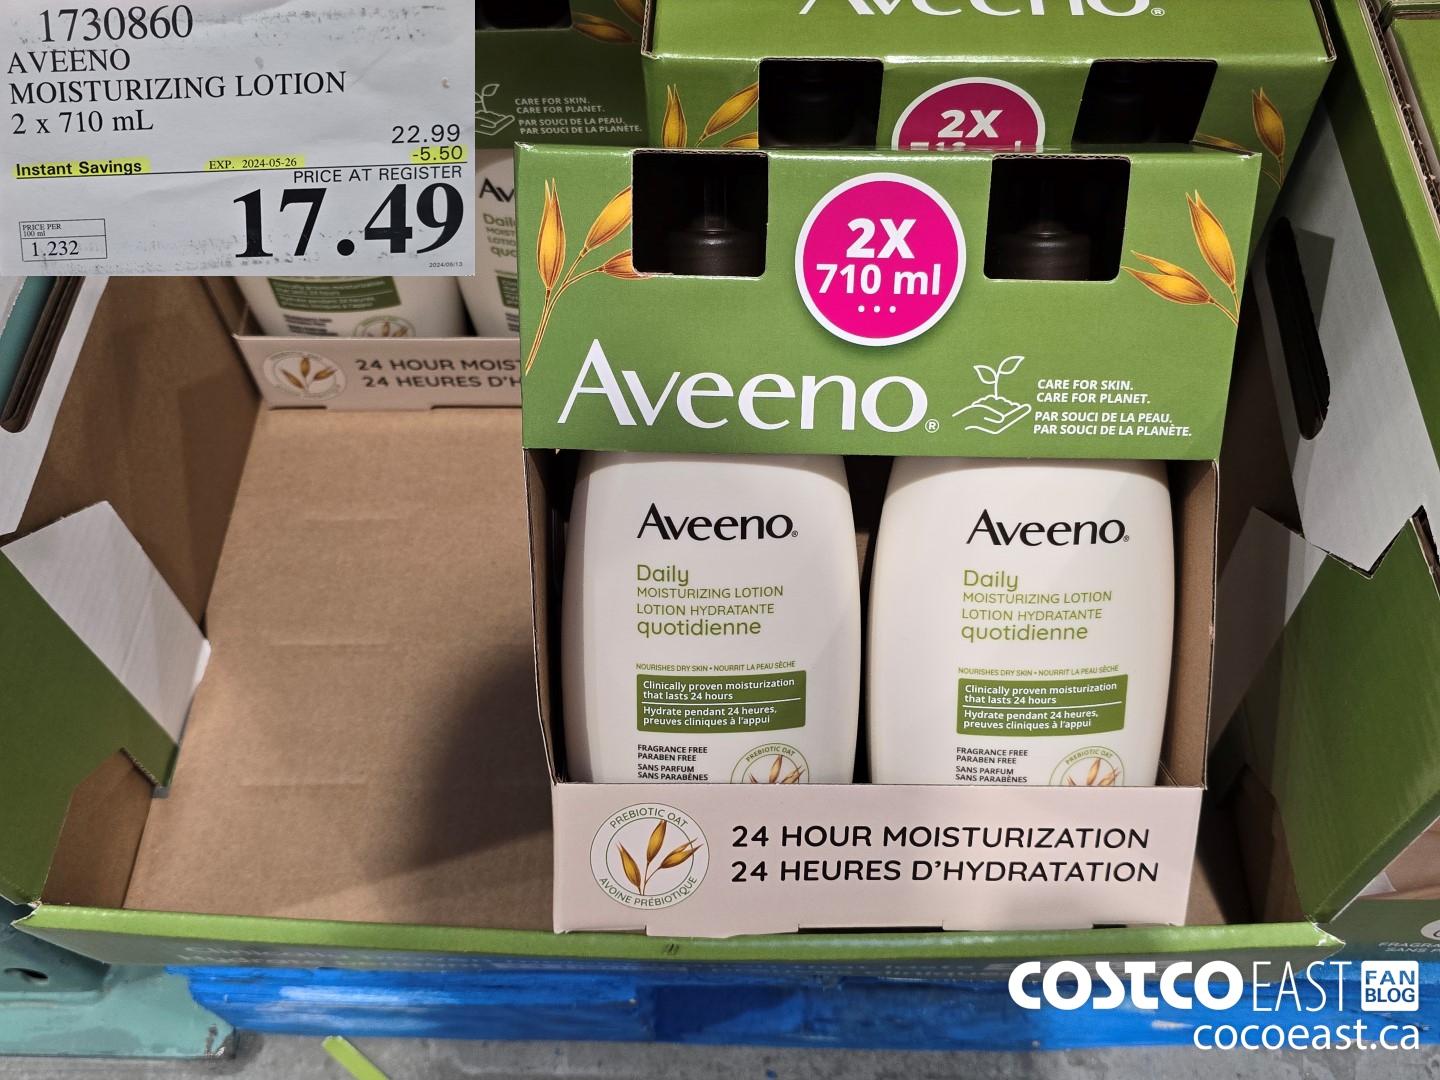 1730860
AVEENO
MOISTURIZING LOTION
2 x 710 mL
22.99
Instant Savings EXP. 2024-05-26 -5.50
PRICE AT REGISTER
17.49
PRICE PER
100 ml
1.232
2024/05/13
CARE FOR SKIN.
CARE FOR PLANET.
PAR SOUCI DE LA PEAU,
PAR SOUCI DE LA PLANÈTE.
Aveeno®
2X
2X
710 ml
Aveeno®
CARE FOR SKIN.
CARE FOR PLANET.
PAR SOUCI DE LA PEAU,
PAR SOUCI DE LA PLANÈTE.
24 HOUR MOIST
24 HEURES D'H
Aveeno®
Daily
MOISTURIZING LOTION
LOTION HYDRATANTE
quotidienne
NOURISHES DRY SKIN • NOURRIT LA PEAU SÈCHE
Clinically proven moisturization
that lasts 24 hours
Hydrate pendant 24 heures,
preuves cliniques à l'appui
FRAGRANCE FREE
PARABEN FREE
SANS PARFUM
SANS PARABÈNES
PREBIOTIC OAT
Aveeno®
Daily
MOISTURIZING LOTION
LOTION HYDRATANTE
quotidienne
NOURISHES DRY SKIN • NOURRIT LA PEAU SÈCHE
Clinically proven moisturization
that lasts 24 hours
Hydrate pendant 24 heures,
preuves cliniques à l'appui
FRAGRANCE FREE
PARABEN FREE
SANS PARFUM
SANS PARABÈNES
PREBIOTIC OAT
PREBIOTIC OAT
AVOINE PRÉBIOTIQUE
24 HOUR MOISTURIZATION
24 HEURES D'HYDRATATION
COSTCO EAST FAN BLOG
cocoeast.ca